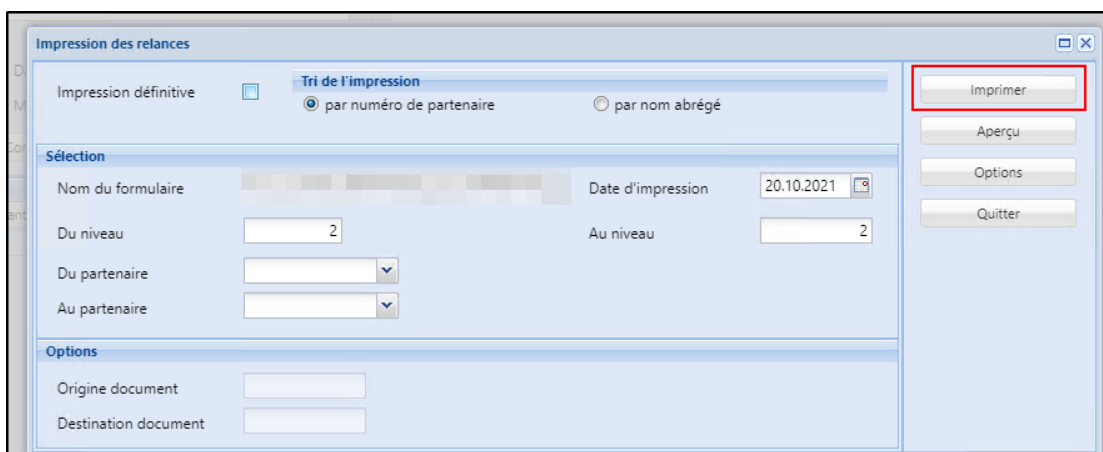 Impression des relances
Impression définitive
Tri de l'impression
par numéro de partenaire
par nom abrégé
Sélection
Nom du formulaire
Date d'impression
20.10.2021
Du niveau
2
Au niveau
2
Du partenaire
Au partenaire
Options
Origine document
Destination document
Imprimer
Aperçu
Options
Quitter